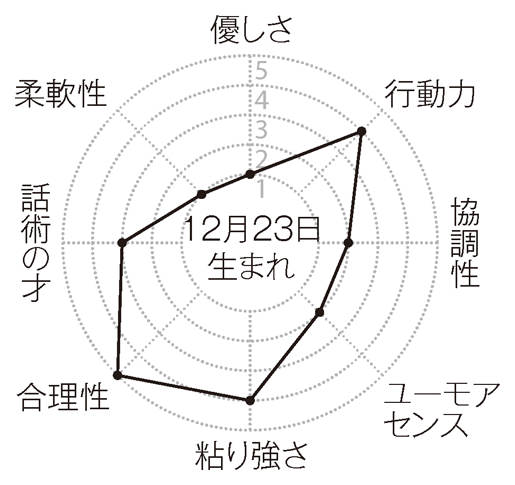 優しさ
行動力
協調性
ユーモア
センス
粘り強さ
合理性
話術の才
柔軟性
5
4
3
2
1
12月23日
生まれ